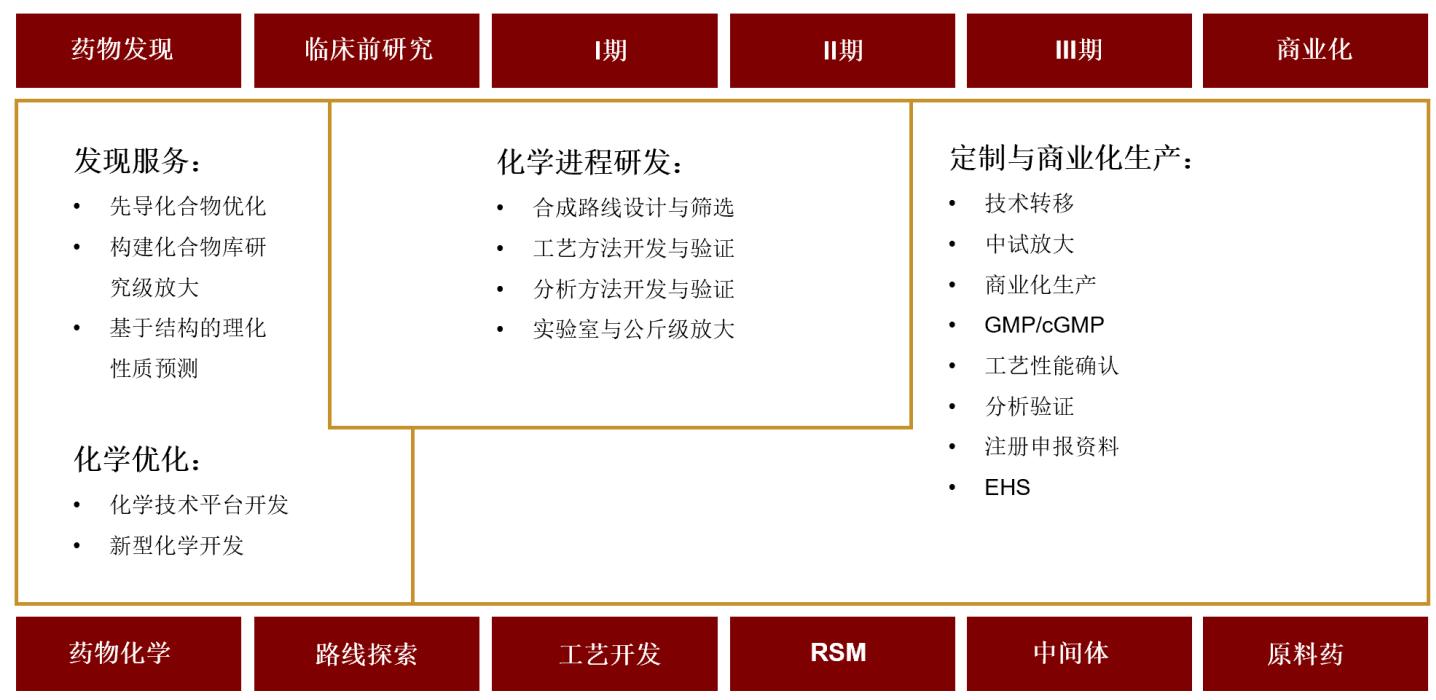 药物发现
临床前研究
I期
II期
III期
商业化
发现服务:
• 先导化合物优化
• 构建化合物库研
究级放大
• 基于结构的理化
性质预测
化学优化:
• 化学技术平台开发
• 新型化学开发
化学进程研发:
• 合成路线设计与筛选
• 工艺方法开发与验证
• 分析方法开发与验证
• 实验室与公斤级放大
定制与商业化生产:
• 技术转移
• 中试放大
• 商业化生产
• GMP/cGMP
• 工艺性能确认
• 分析验证
• 注册申报资料
• EHS
药物化学
路线探索
工艺开发
RSM
中间体
原料药